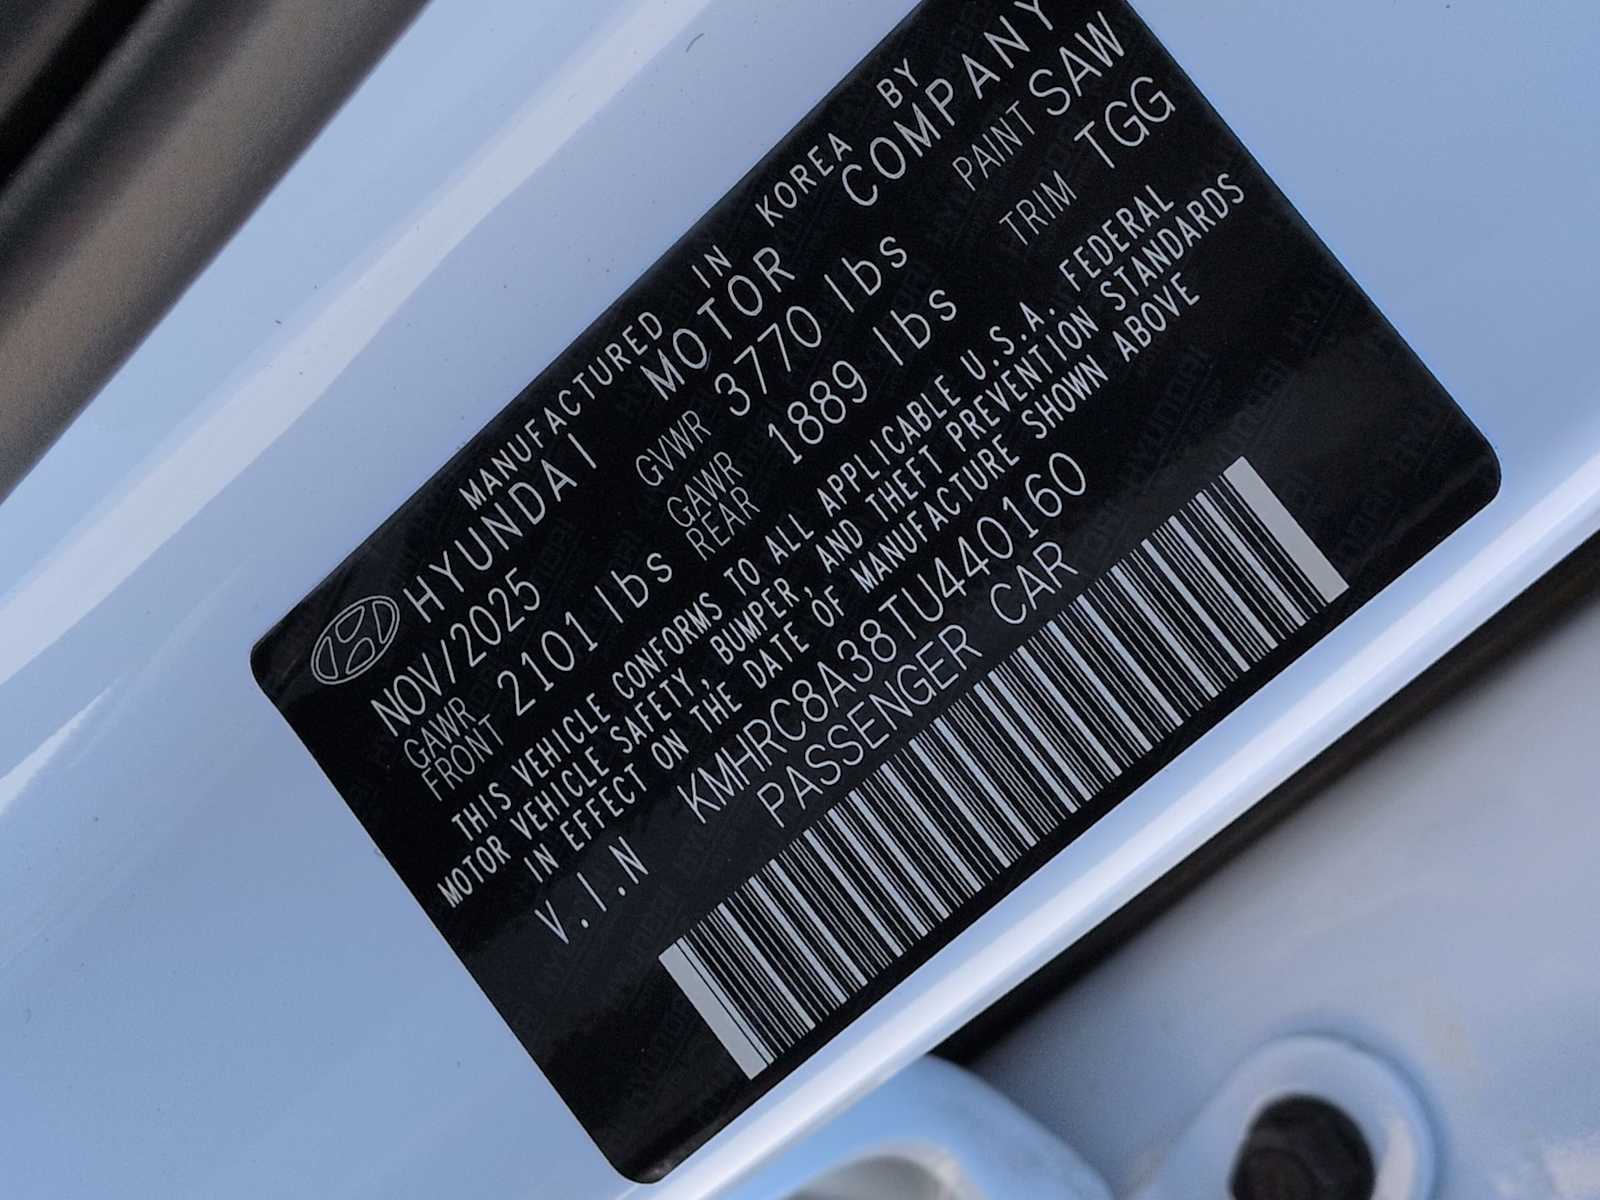 MANUFACTURED IN KOREA BY
HYUNDAI MOTOR COMPANY
NOV/2025 GVWR 3770 lbs PAINT SAW
GAWR FRONT 2101 lbs GAWR REAR 1889 lbs TRIM TGG
THIS VEHICLE CONFORMS TO ALL APPLICABLE U.S.A. FEDERAL
MOTOR VEHICLE SAFETY, BUMPER, AND THEFT PREVENTION STANDARDS
IN EFFECT ON THE DATE OF MANUFACTURE SHOWN ABOVE
V.I.N KMHRC8A38TU440160
PASSENGER CAR